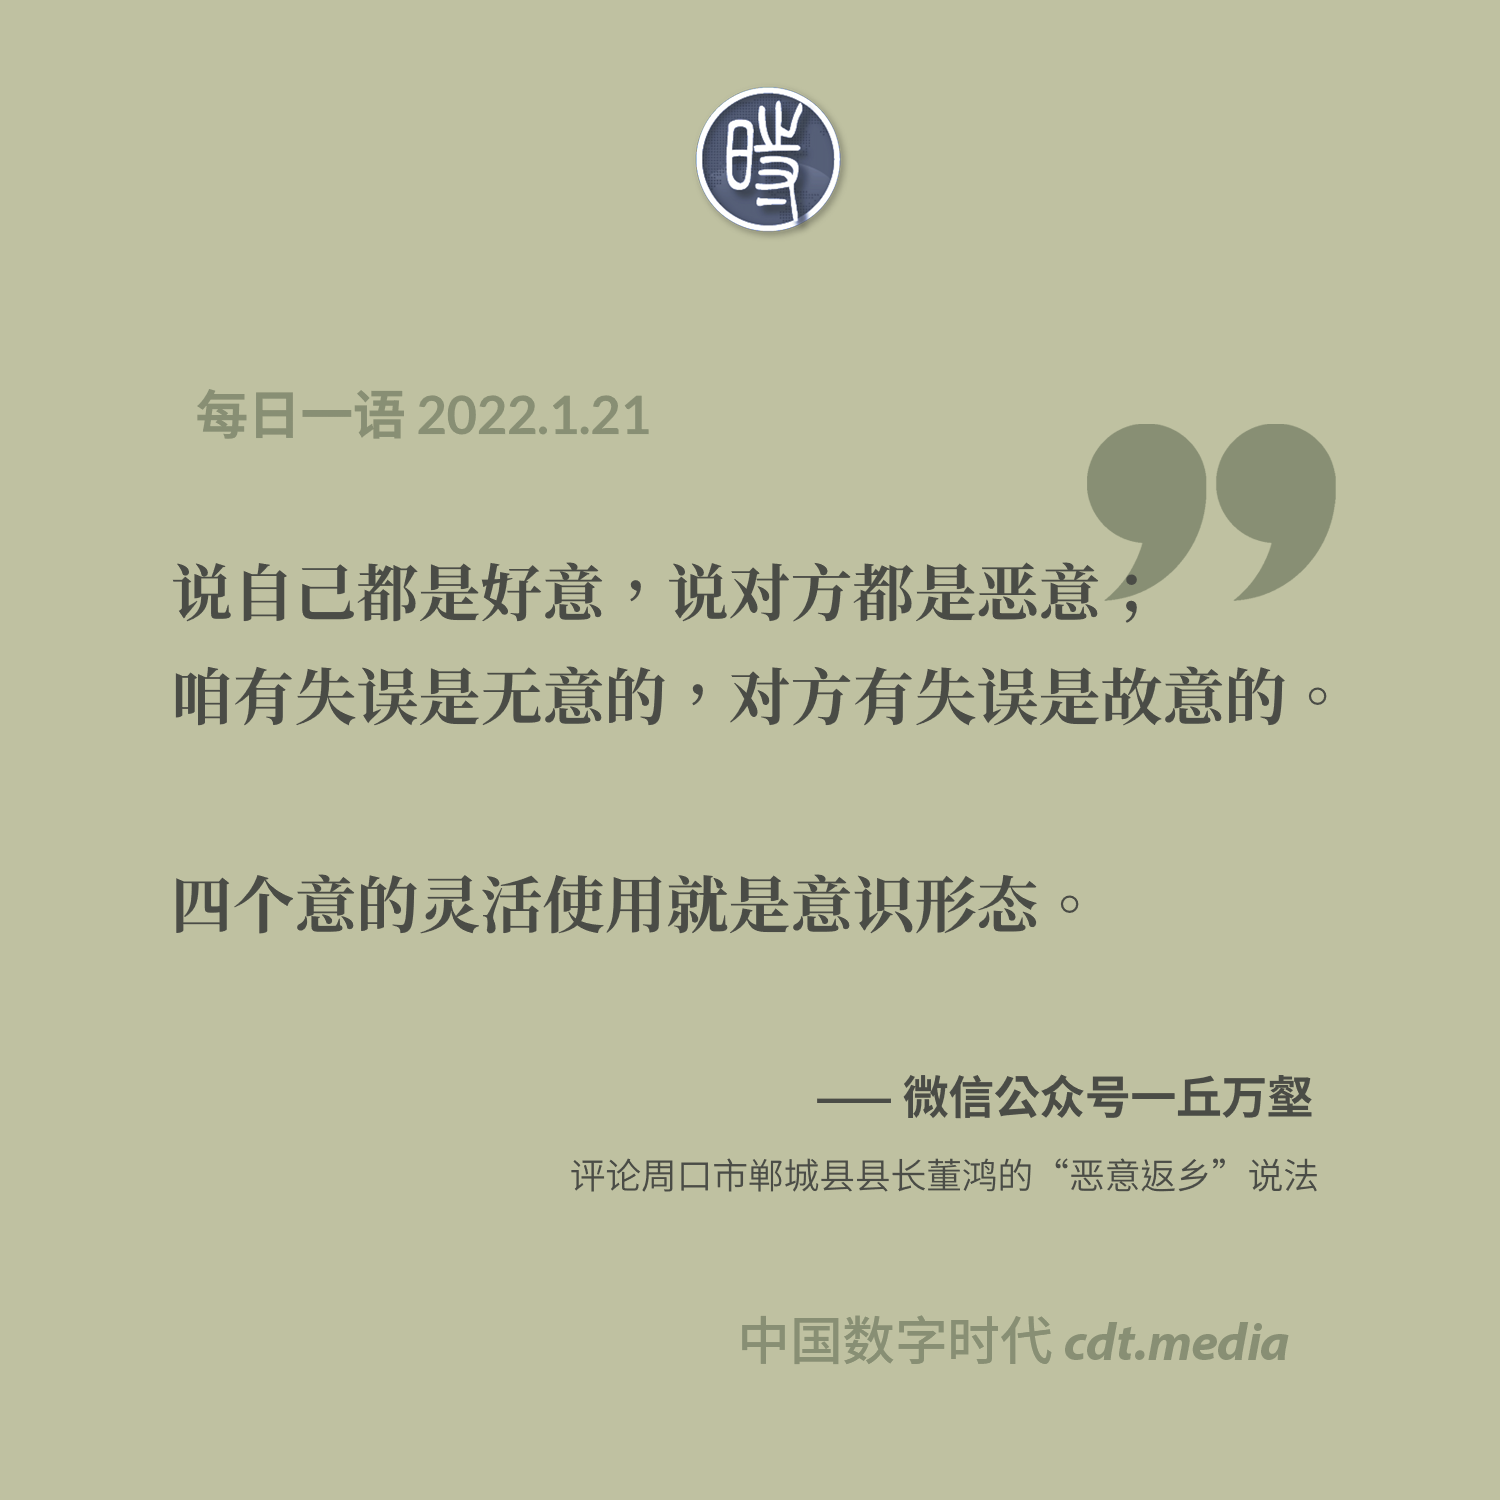 時
每日一语 2022.1.21
说自己都是好意，说对方都是恶意；
咱有失误是无意的，对方有失误是故意的。
四个意的灵活使用就是意识形态。
—— 微信公众号一丘万壑
评论周口市郸城县县长董鸿的“恶意返乡”说法
中国数字时代 cdt.media